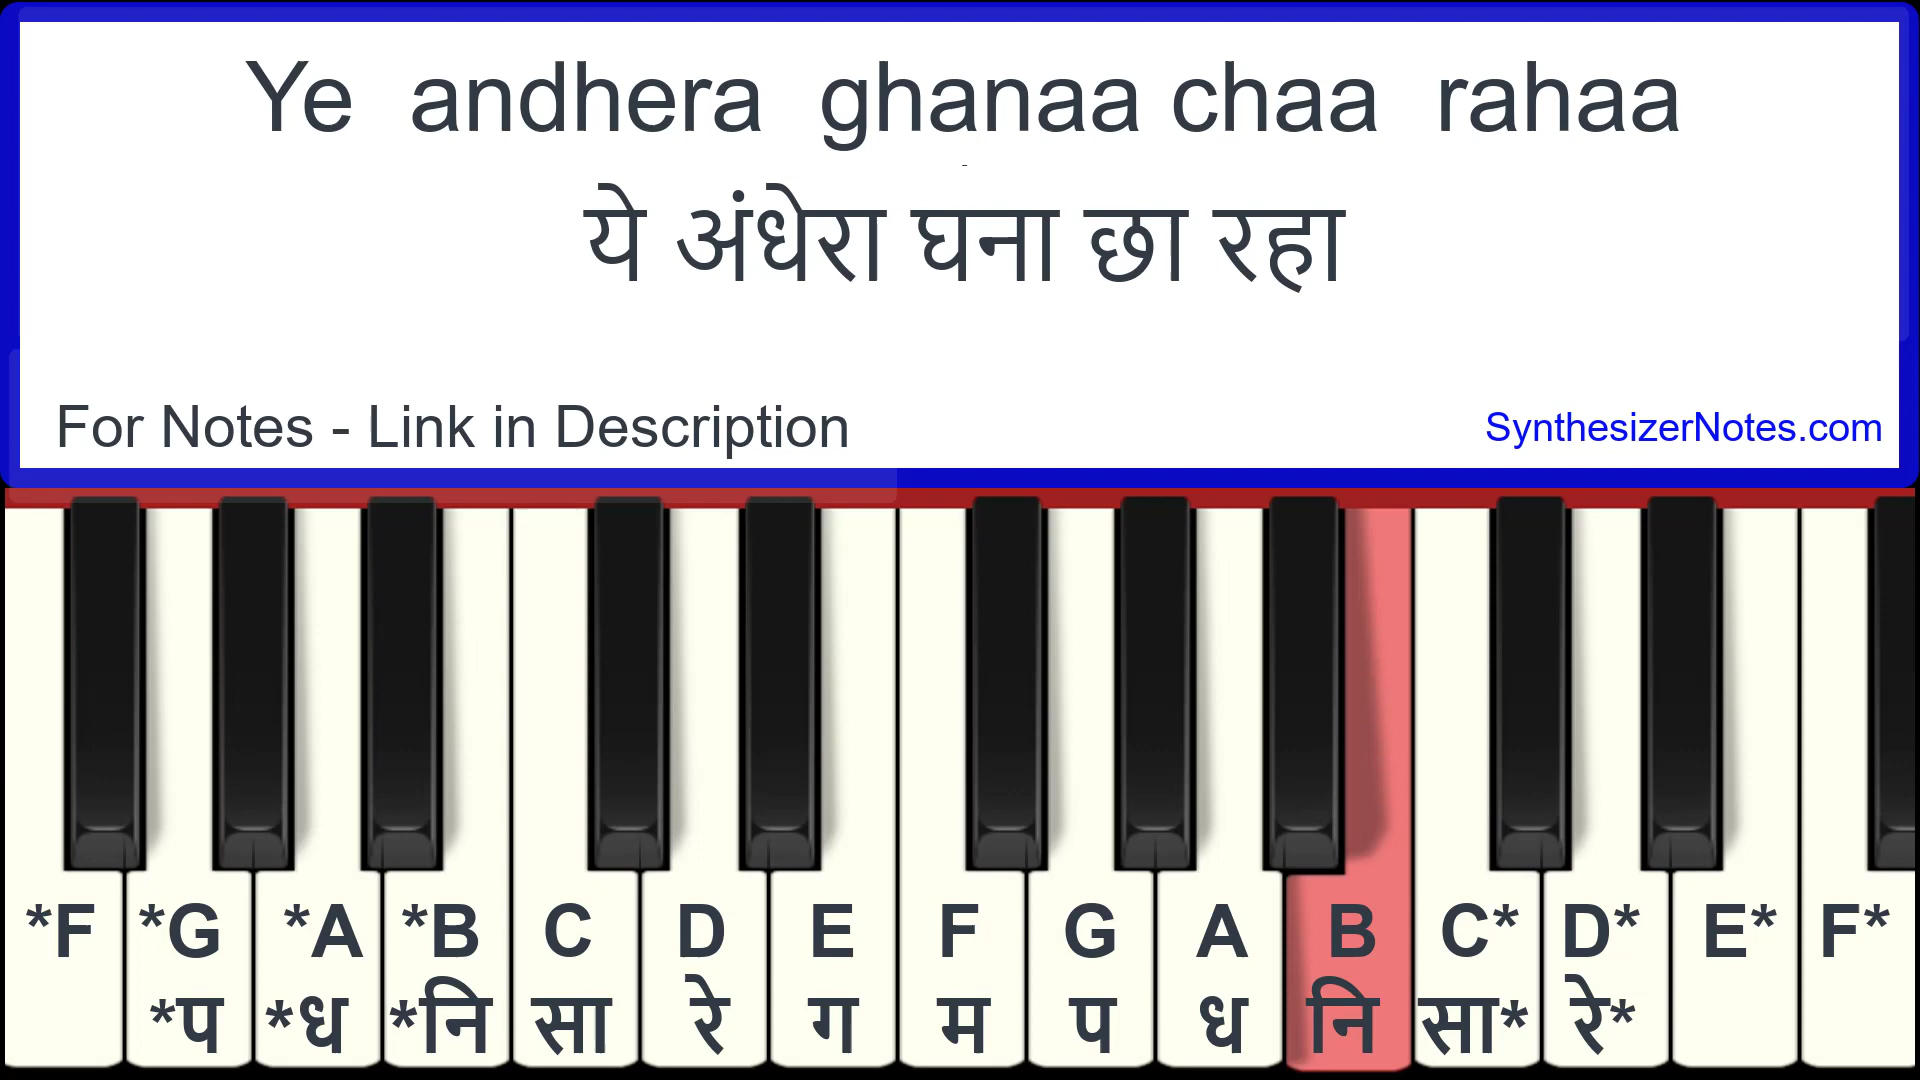 Ye andhera ghanaa chaa rahaa
ये अंधेरा घना छा रहा
For Notes - Link in Description
SynthesizerNotes.com
*F *G *A *B C D E F G A B C* D* E* F*
*प *ध *नि सा रे ग म प ध नि सा* रे*